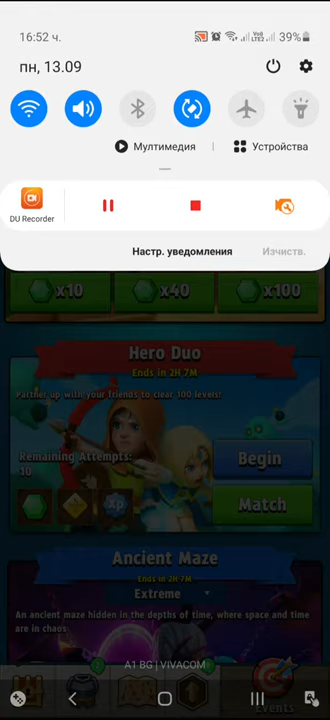 16:52 ч.
39%
пн, 13.09
Мултимедия
Устройства
DU Recorder
Настр. уведомления
Изчиств.
x10
x40
x100
Hero Duo
Ends in 2H 7M
Partner up with your friends to clear 100 levels!
Remaining Attempts:
10
Begin
Xp
Match
Ancient Maze
Ends in 2H 7M
Extreme
An ancient maze hidden in the depths of time, where space and time
are in chaos
A1 BG | VIVACOM
Events